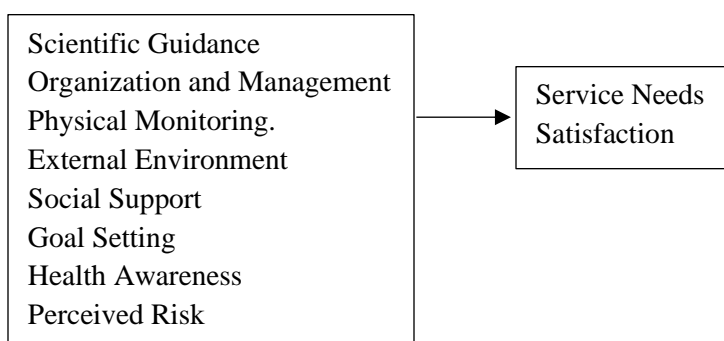 Scientific Guidance
Organization and Management
Physical Monitoring.
External Environment
Social Support
Goal Setting
Health Awareness
Perceived Risk
Service Needs
Satisfaction